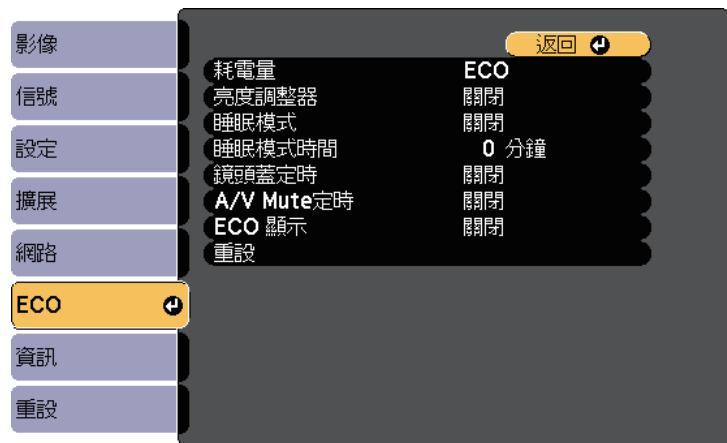 影像
信號
設定
擴展
網路
ECO
資訊
重設
返回
耗電量 ECO
亮度調整器 關閉
睡眠模式 關閉
睡眠模式時間 0 分鐘
鏡頭蓋定時 關閉
A/V Mute定時 關閉
ECO 顯示 關閉
重設